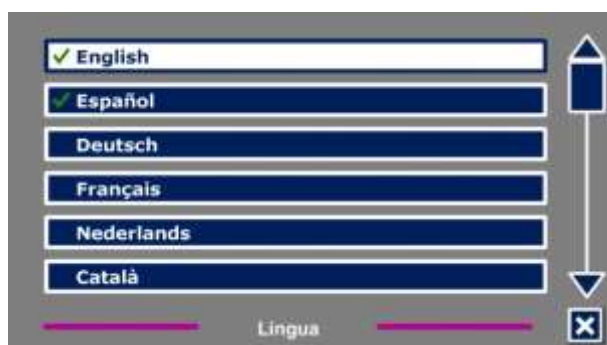 English
Español
Deutsch
Français
Nederlands
Català
Lingua